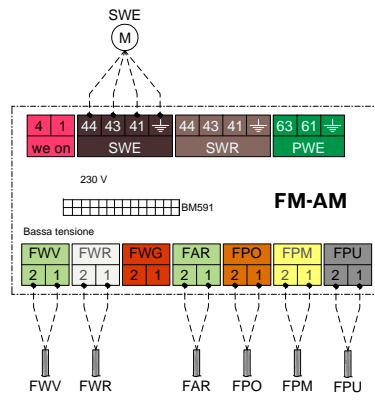 SWE
M
4 1 44 43 41 44 43 41 63 61
we on SWE SWR PWE
230 V
FM-AM
BM591
Bassa tensione
FWV FWR FWG FAR FPO FPM FPU
2 1 2 1 2 1 2 1 2 1 2 1 2 1
FWV FWR FAR FPO FPM FPU